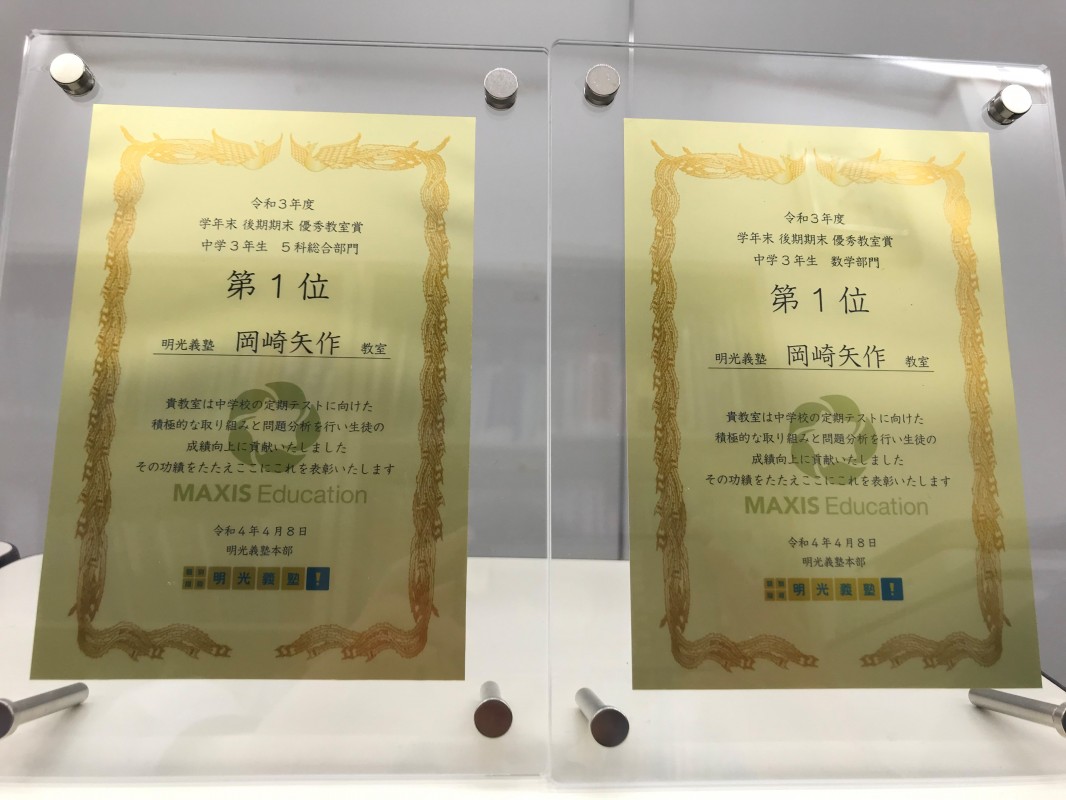 令和３年度
学年末 後期期末 優秀教室賞
中学３年生　５科総合部門
第１位
明光義塾　岡崎矢作　教室
貴教室は中学校の定期テストに向けた
積極的な取り組みと問題分析を行い生徒の
成績向上に貢献いたしました
その功績をたたえここにこれを表彰いたします
MAXIS Education
令和４年４月８日
明光義塾本部
個別指導 明光義塾！
令和３年度
学年末 後期期末 優秀教室賞
中学３年生　数学部門
第１位
明光義塾　岡崎矢作　教室
貴教室は中学校の定期テストに向けた
積極的な取り組みと問題分析を行い生徒の
成績向上に貢献いたしました
その功績をたたえここにこれを表彰いたします
MAXIS Education
令和４年４月８日
明光義塾本部
個別指導 明光義塾！